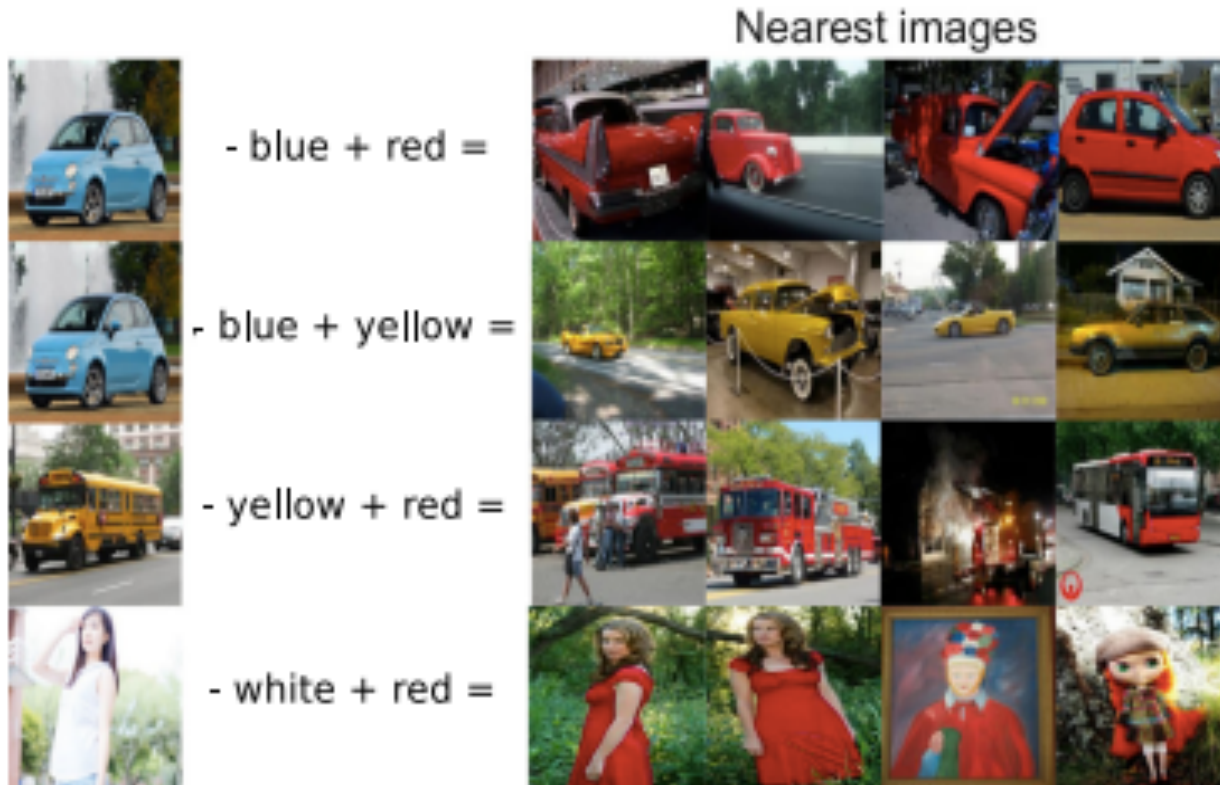 Nearest images
- blue + red =
- blue + yellow =
- yellow + red =
- white + red =